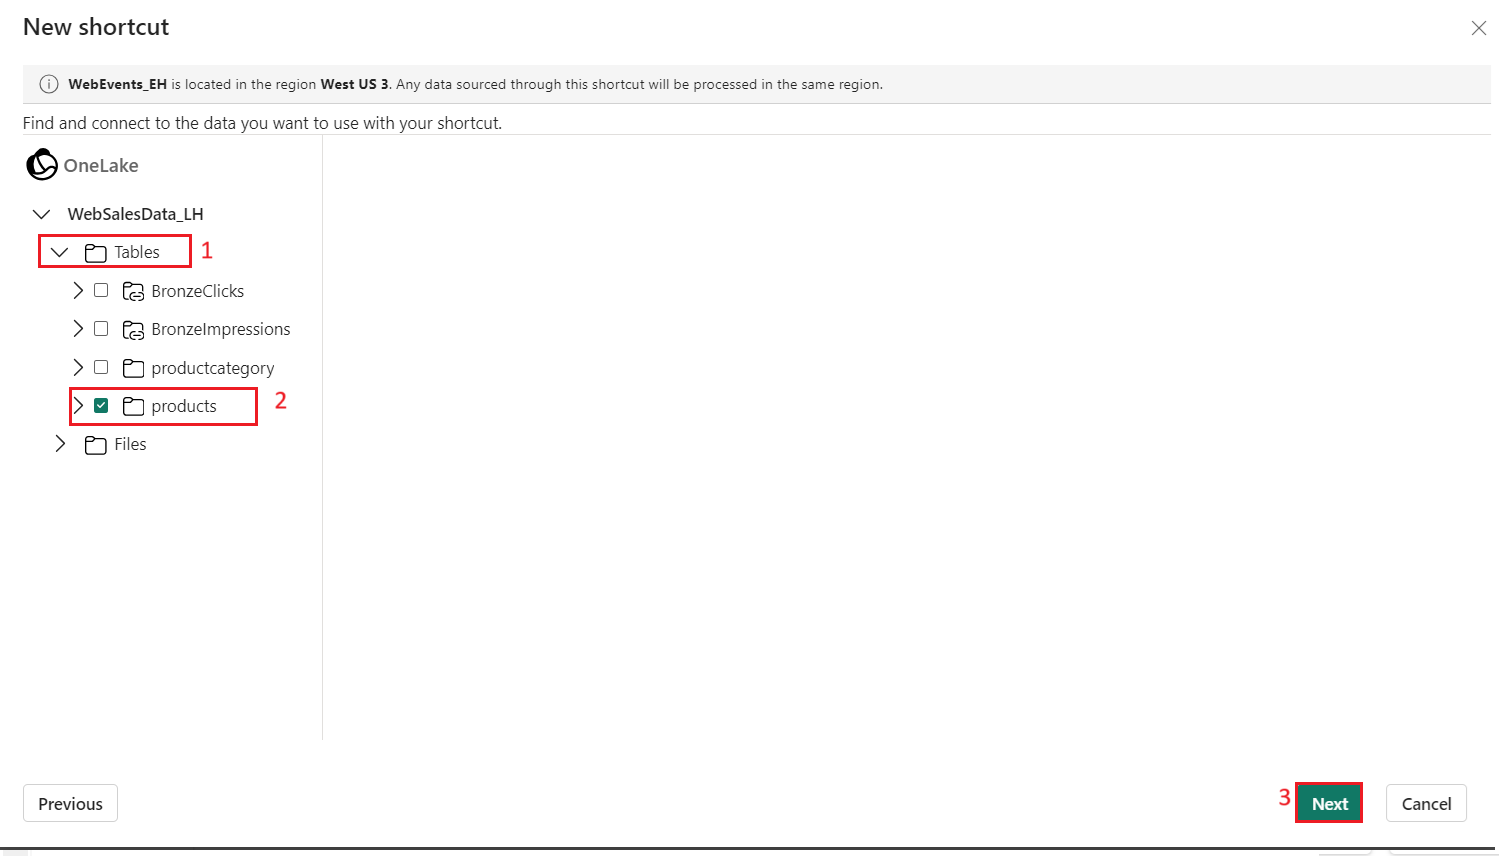 New shortcut
WebEvents_EH is located in the region West US 3. Any data sourced through this shortcut will be processed in the same region.
Find and connect to the data you want to use with your shortcut.
OneLake
WebSalesData_LH
Tables 1
BronzeClicks
BronzeImpressions
productcategory
products 2
Files
Previous 3 Next Cancel